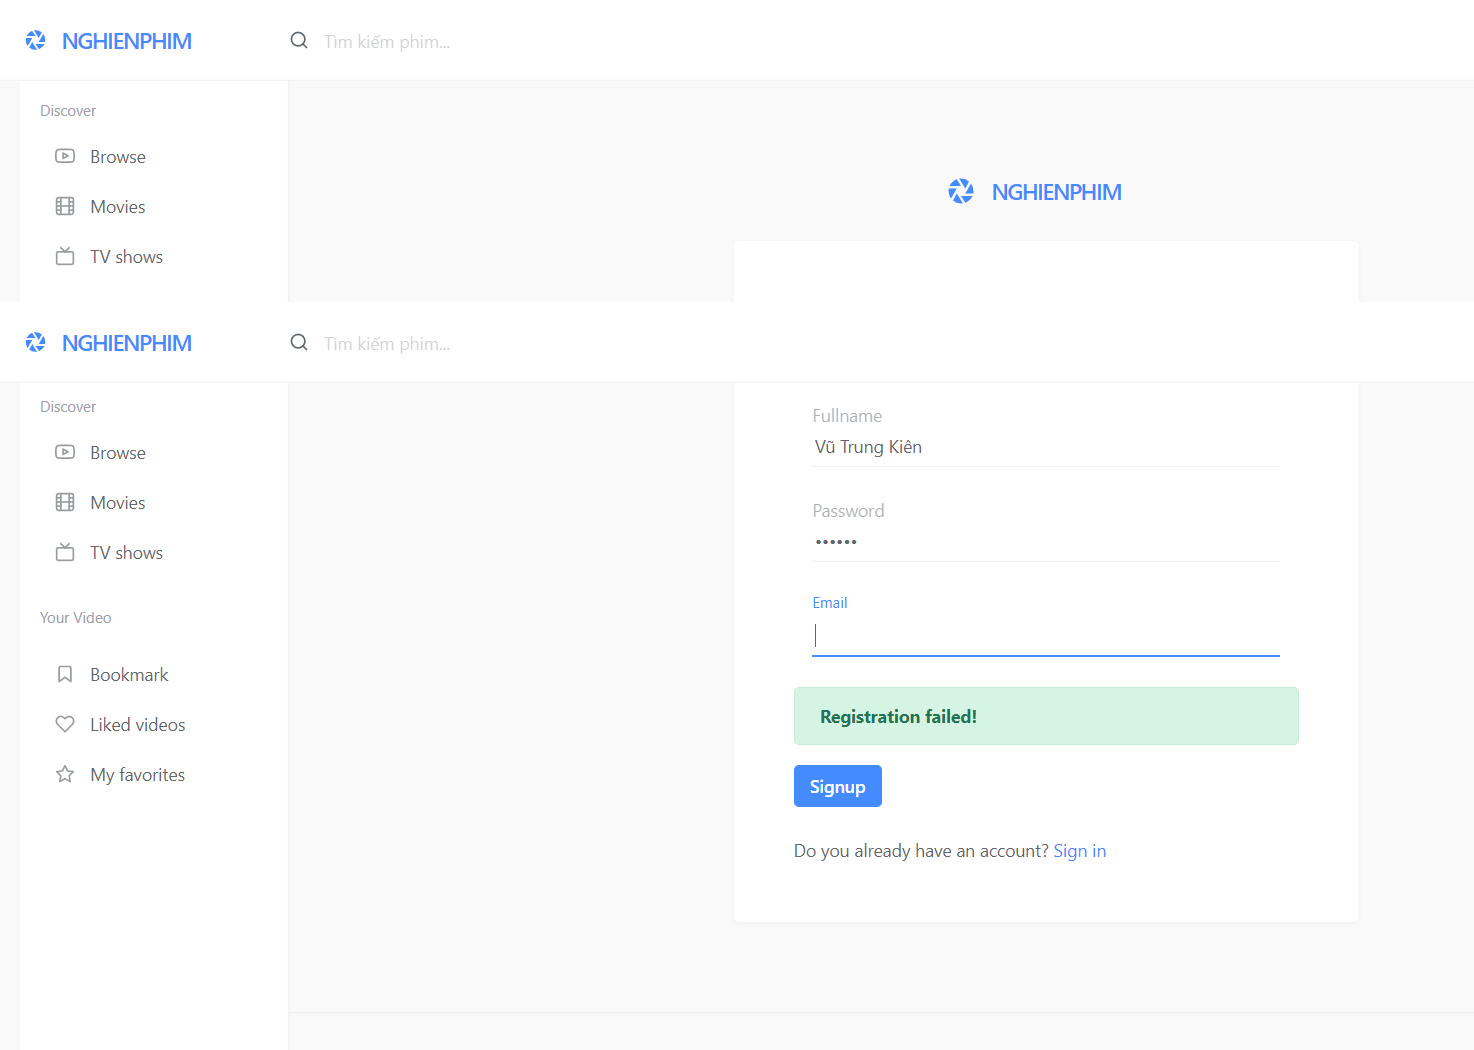 NGHIENPHIM
Tìm kiếm phim...
Discover
Browse
Movies
TV shows
NGHIENPHIM
NGHIENPHIM
Tìm kiếm phim...
Discover
Browse
Movies
TV shows
Your Video
Bookmark
Liked videos
My favorites
Fullname
Vũ Trung Kiên
Password
••••••
Email
Registration failed!
Signup
Do you already have an account? Sign in